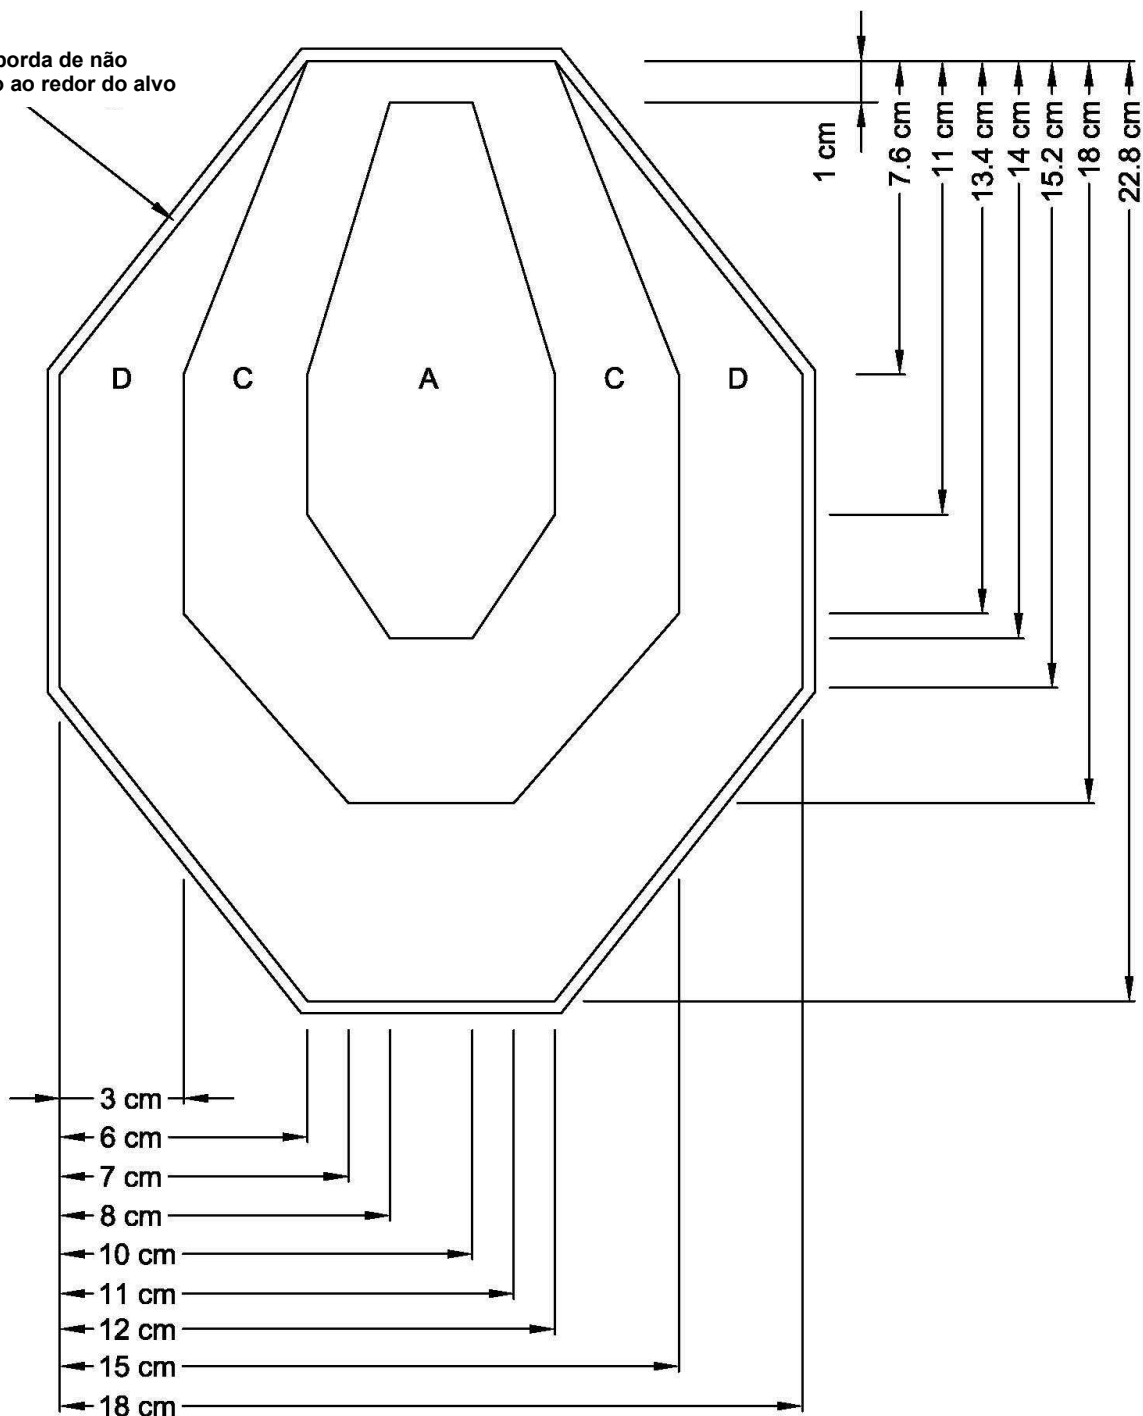 borda de não
o ao redor do alvo
1 cm
7.6 cm
11 cm
13.4 cm
14 cm
15.2 cm
18 cm
22.8 cm
D C A C D
3 cm
6 cm
7 cm
8 cm
10 cm
11 cm
12 cm
15 cm
18 cm